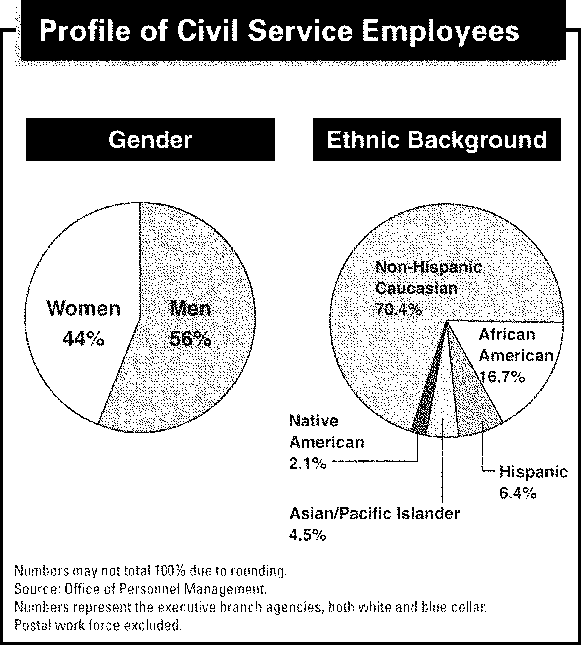 Profile of Civil Service Employees
Gender
Ethnic Background
Women
44%
Men
56%
Non-Hispanic
Caucasian
70.4%
African
American
16.7%
Native
American
2.1%
Hispanic
6.4%
Asian/Pacific Islander
4.5%
Numbers may not total 100% due to rounding.
Source: Office of Personnel Management.
Numbers represent the executive branch agencies, both white and blue collar.
Postal work force excluded.